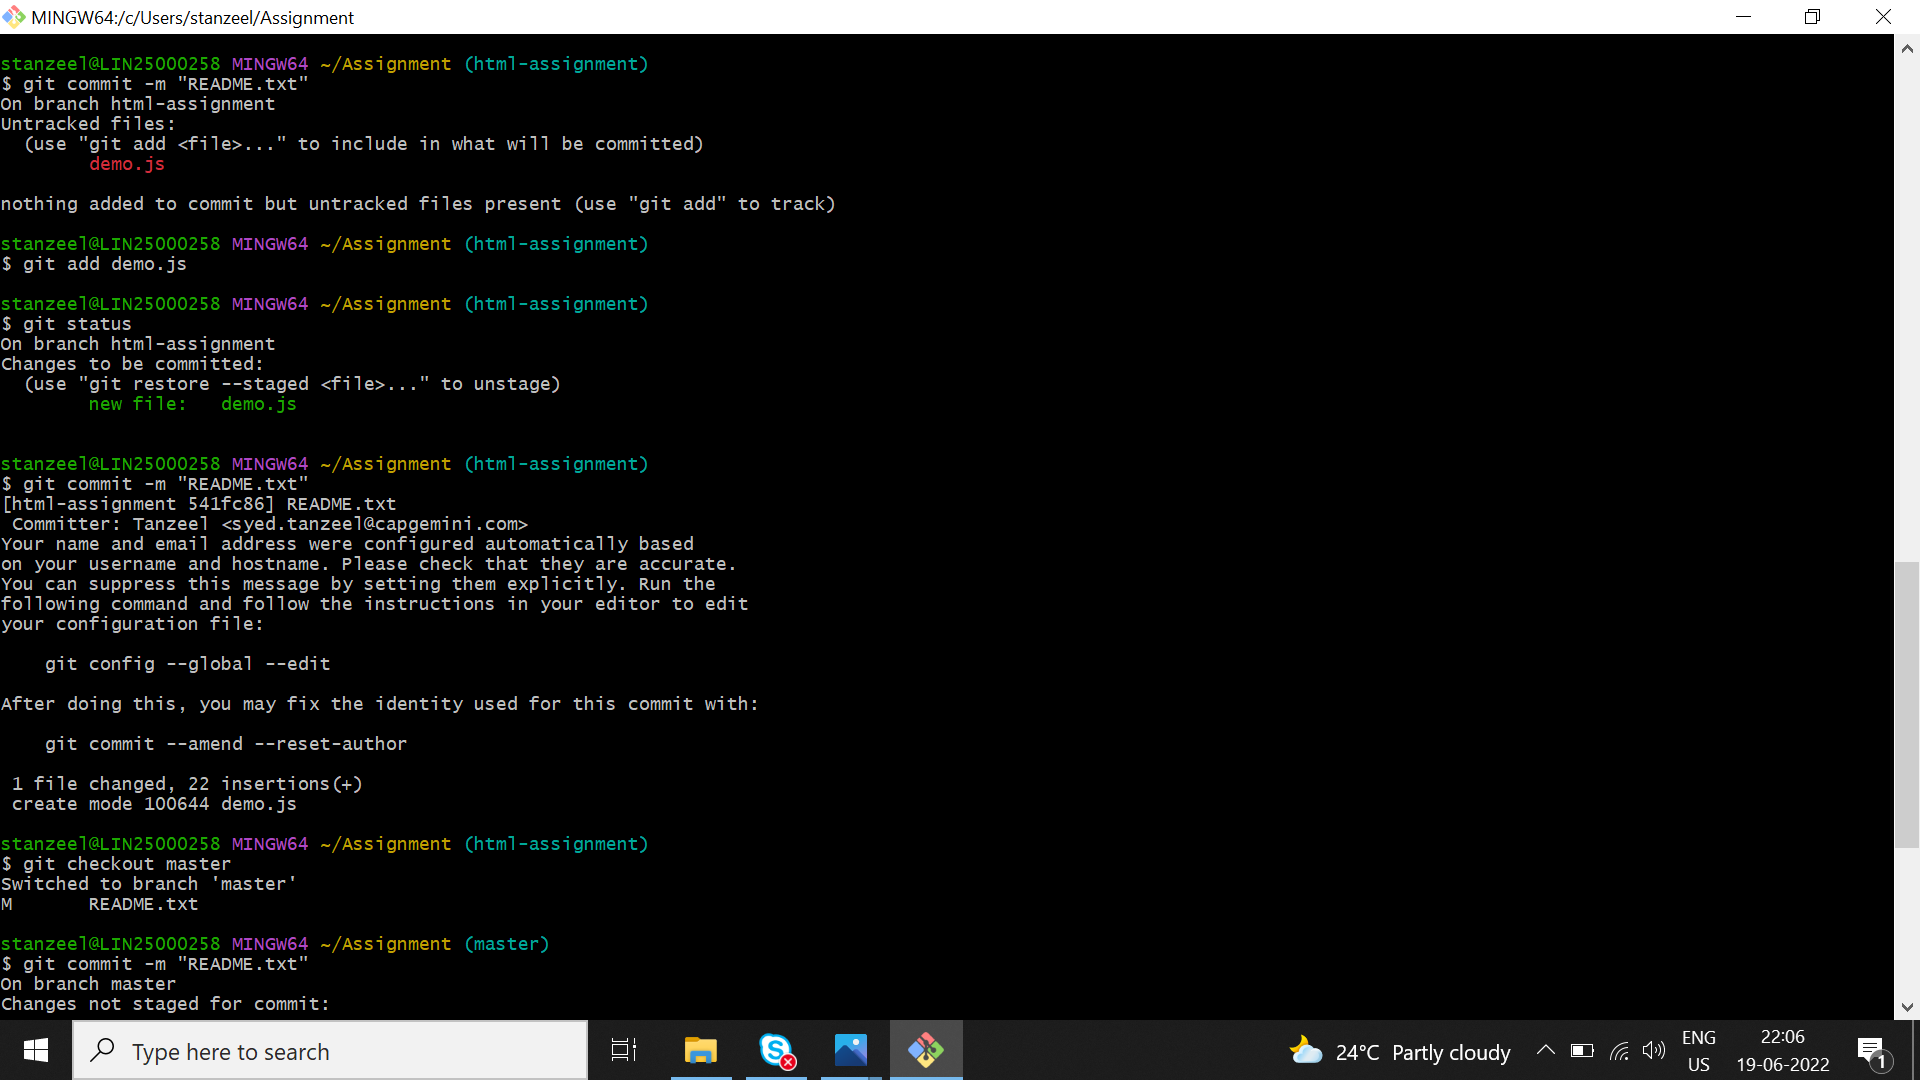 MINGW64:/c/Users/stanzeel/Assignment
stanzeel@LIN25000258 MINGW64 ~/Assignment (html-assignment)
$ git commit -m "README.txt"
On branch html-assignment
Untracked files:
  (use "git add <file>..." to include in what will be committed)
        demo.js
nothing added to commit but untracked files present (use "git add" to track)
stanzeel@LIN25000258 MINGW64 ~/Assignment (html-assignment)
$ git add demo.js
stanzeel@LIN25000258 MINGW64 ~/Assignment (html-assignment)
$ git status
On branch html-assignment
Changes to be committed:
  (use "git restore --staged <file>..." to unstage)
        new file:   demo.js
stanzeel@LIN25000258 MINGW64 ~/Assignment (html-assignment)
$ git commit -m "README.txt"
[html-assignment 541fc86] README.txt
 Committer: Tanzeel <syed.tanzeel@capgemini.com>
Your name and email address were configured automatically based
on your username and hostname. Please check that they are accurate.
You can suppress this message by setting them explicitly. Run the
following command and follow the instructions in your editor to edit
your configuration file:
    git config --global --edit
After doing this, you may fix the identity used for this commit with:
    git commit --amend --reset-author
 1 file changed, 22 insertions(+)
 create mode 100644 demo.js
stanzeel@LIN25000258 MINGW64 ~/Assignment (html-assignment)
$ git checkout master
Switched to branch 'master'
M       README.txt
stanzeel@LIN25000258 MINGW64 ~/Assignment (master)
$ git commit -m "README.txt"
On branch master
Changes not staged for commit:
Type here to search
24°C Partly cloudy
ENG
US
22:06
19-06-2022
1